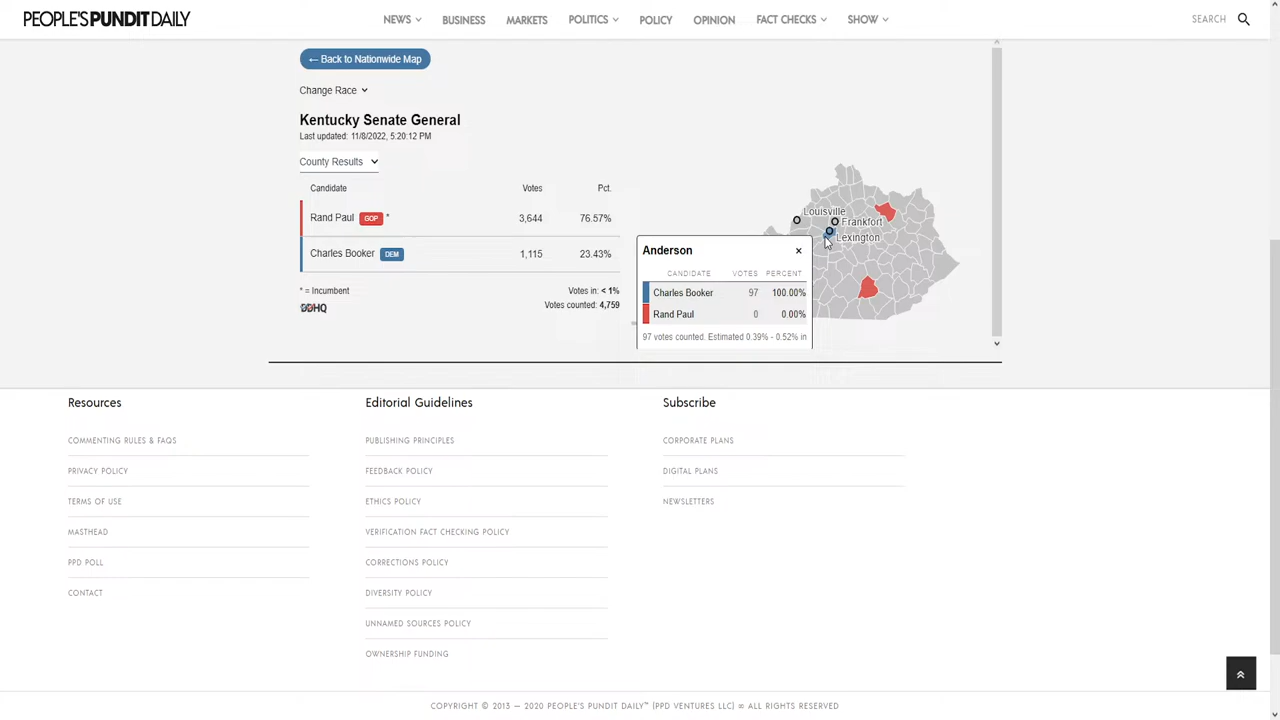 PEOPLE'S PUNDIT DAILY NEWS BUSINESS MARKETS POLITICS POLICY OPINION FACT CHECKS SHOW SEARCH
← Back to Nationwide Map
Change Race
Kentucky Senate General
Last updated: 11/8/2022, 5:20:12 PM
County Results
Candidate Votes Pct.
Rand Paul GOP * 3,644 76.57%
Charles Booker DEM 1,115 23.43%
* = Incumbent Votes in: < 1%
DDHQ Votes counted: 4,759
Louisville
Frankfort
Lexington
Anderson ×
CANDIDATE VOTES PERCENT
Charles Booker 97 100.00%
Rand Paul 0 0.00%
97 votes counted. Estimated 0.39% - 0.52% in
Resources Editorial Guidelines Subscribe
COMMENTING RULES & FAQS PUBLISHING PRINCIPLES CORPORATE PLANS
PRIVACY POLICY FEEDBACK POLICY DIGITAL PLANS
TERMS OF USE ETHICS POLICY NEWSLETTERS
MASTHEAD VERIFICATION FACT CHECKING POLICY
PPD POLL CORRECTIONS POLICY
CONTACT DIVERSITY POLICY
UNNAMED SOURCES POLICY
OWNERSHIP FUNDING
COPYRIGHT © 2013 — 2020 PEOPLE'S PUNDIT DAILY™ (PPD VENTURES LLC) ∞ ALL RIGHTS RESERVED